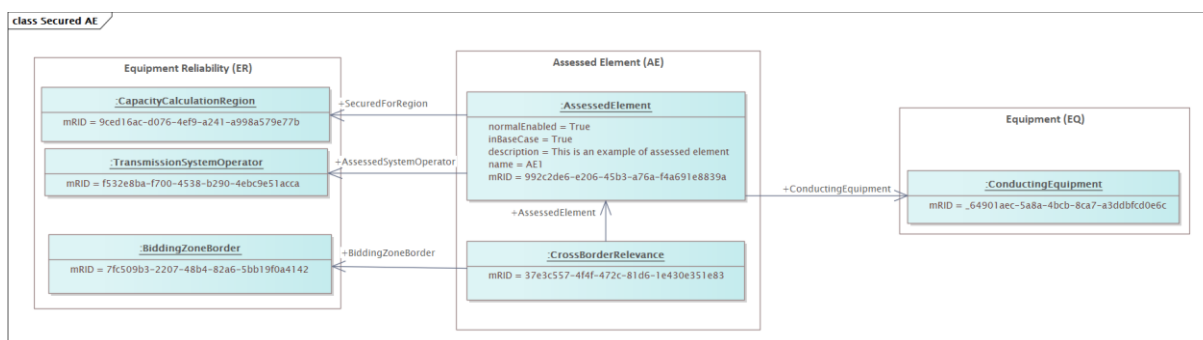 class Secured AE
Equipment Reliability (ER)
:CapacityCalculationRegion
mRID = 9ced16ac-d076-4ef9-a241-a998a579e77b
:TransmissionSystemOperator
mRID = f532e8ba-f700-4538-b290-4ebc9e51acca
:BiddingZoneBorder
mRID = 7fc509b3-2207-48b4-82a6-5bb19f0a4142
+SecuredForRegion
+AssessedSystemOperator
+BiddingZoneBorder
Assessed Element (AE)
:AssessedElement
normalEnabled = True
inBaseCase = True
description = This is an example of assessed element
name = AE1
mRID = 992c2de6-e206-45b3-a76a-f4a691e8839a
+AssessedElement
:CrossBorderRelevance
mRID = 37e3c557-4f4f-472c-81d6-1e430e351e83
+ConductingEquipment
Equipment (EQ)
:ConductingEquipment
mRID = _64901aec-5a8a-4bcb-8ca7-a3ddbfcd0e6c